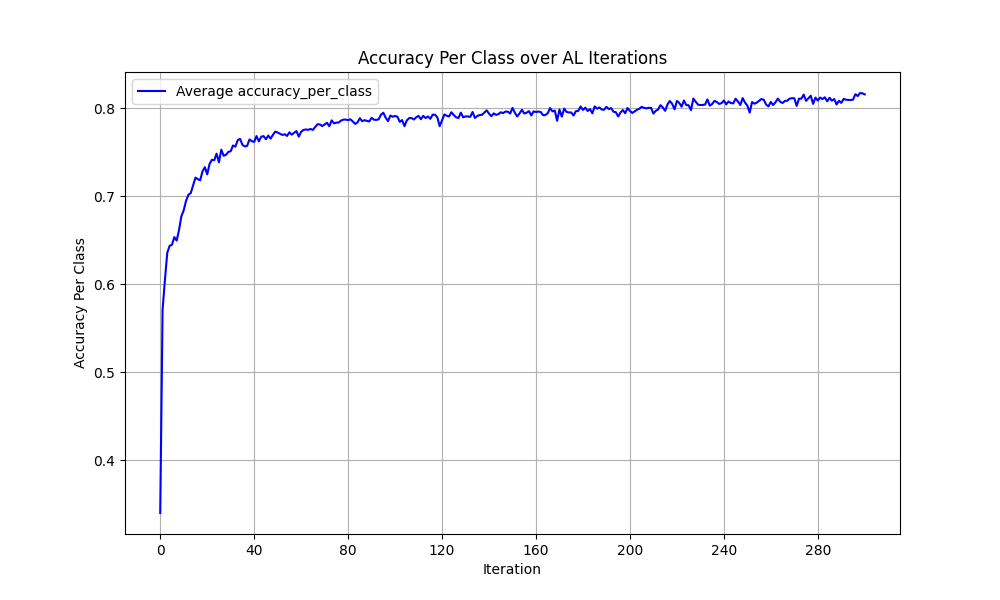 Accuracy Per Class over AL Iterations
Average accuracy_per_class
Accuracy Per Class
0.8
0.7
0.6
0.5
0.4
0 40 80 120 160 200 240 280
Iteration